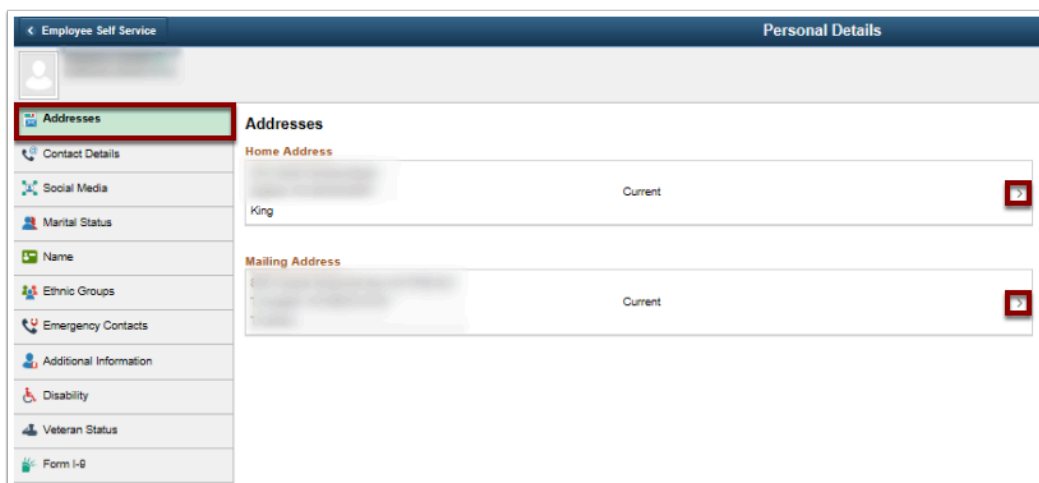 Employee Self Service
Personal Details
Addresses
Contact Details
Social Media
Marital Status
Name
Ethnic Groups
Emergency Contacts
Additional Information
Disability
Veteran Status
Form I-9
Addresses
Home Address
Current
King
Mailing Address
Current